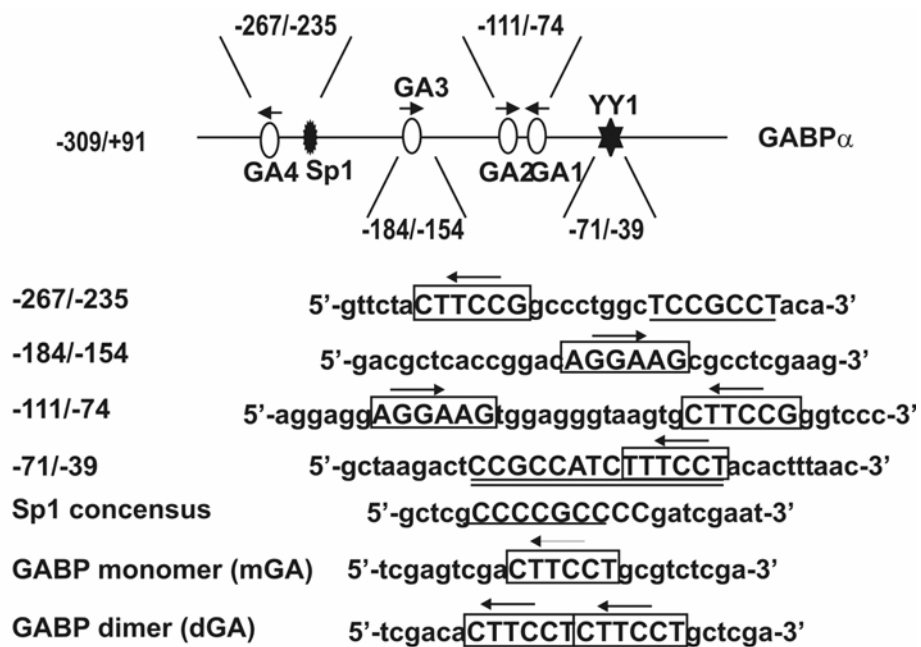 -267/-235 -111/-74
GA3 YY1
-309/+91 GABPα
GA4 Sp1 GA2 GA1
-184/-154 -71/-39
-267/-235 5’-gttctaCTTCCGgccctggcTCCGCCTaca-3’
-184/-154 5’-gacgctcaccggacAGGAAGcgcctcgaag-3’
-111/-74 5’-aggaggAGGAAGtggagggtaagtgCTTCCGggtccc-3’
-71/-39 5’-gctaagactCCGCCATCTTTCCTacactttaac-3’
Sp1 concensus 5’-gctcgCCCCGCCCCgatcgaat-3’
GABP monomer (mGA) 5’-tcgagtcgaCTTCCTgcgtctcga-3’
GABP dimer (dGA) 5’-tcgacaCTTCCTCTTCCTgctcga-3’